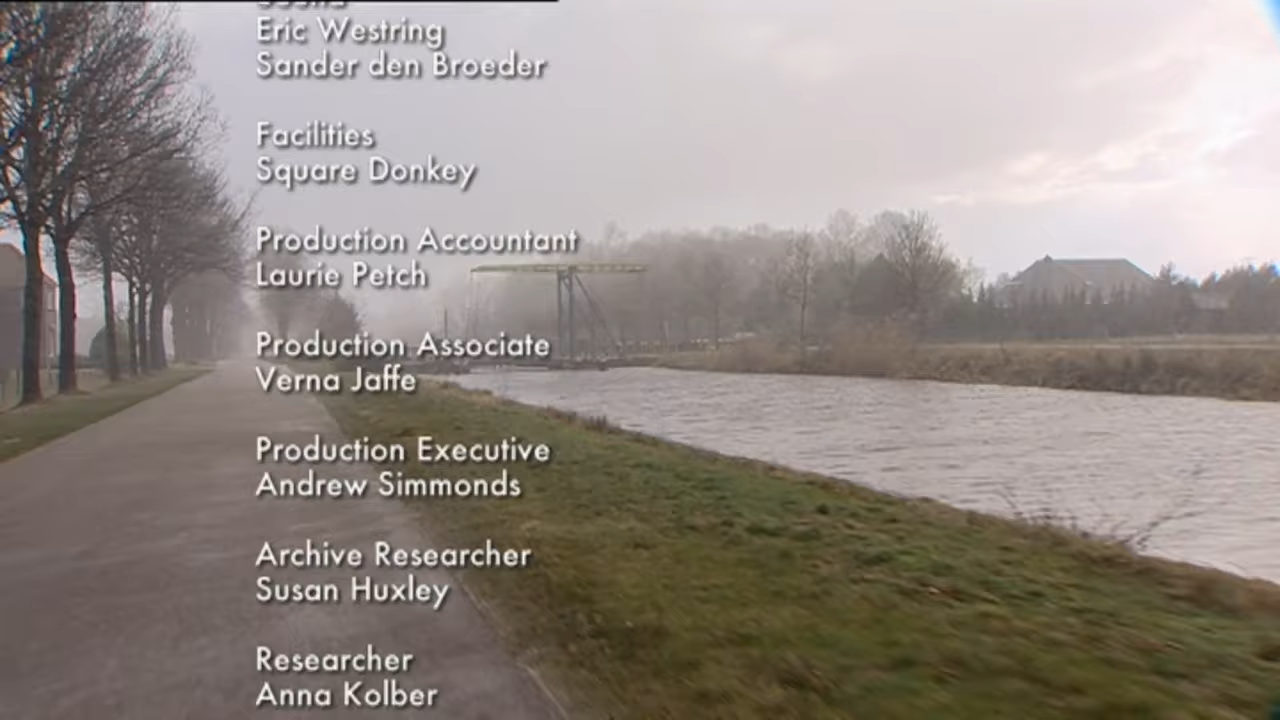 Sound
Eric Westring
Sander den Broeder
Facilities
Square Donkey
Production Accountant
Laurie Petch
Production Associate
Verna Jaffe
Production Executive
Andrew Simmonds
Archive Researcher
Susan Huxley
Researcher
Anna Kolber